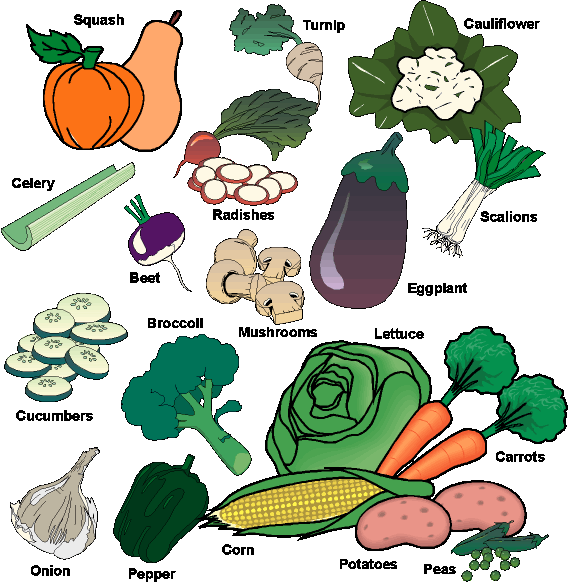 Squash
Turnip
Cauliflower
Celery
Radishes
Scalions
Beet
Eggplant
Broccoli
Mushrooms
Lettuce
Cucumbers
Carrots
Onion
Pepper
Corn
Potatoes
Peas